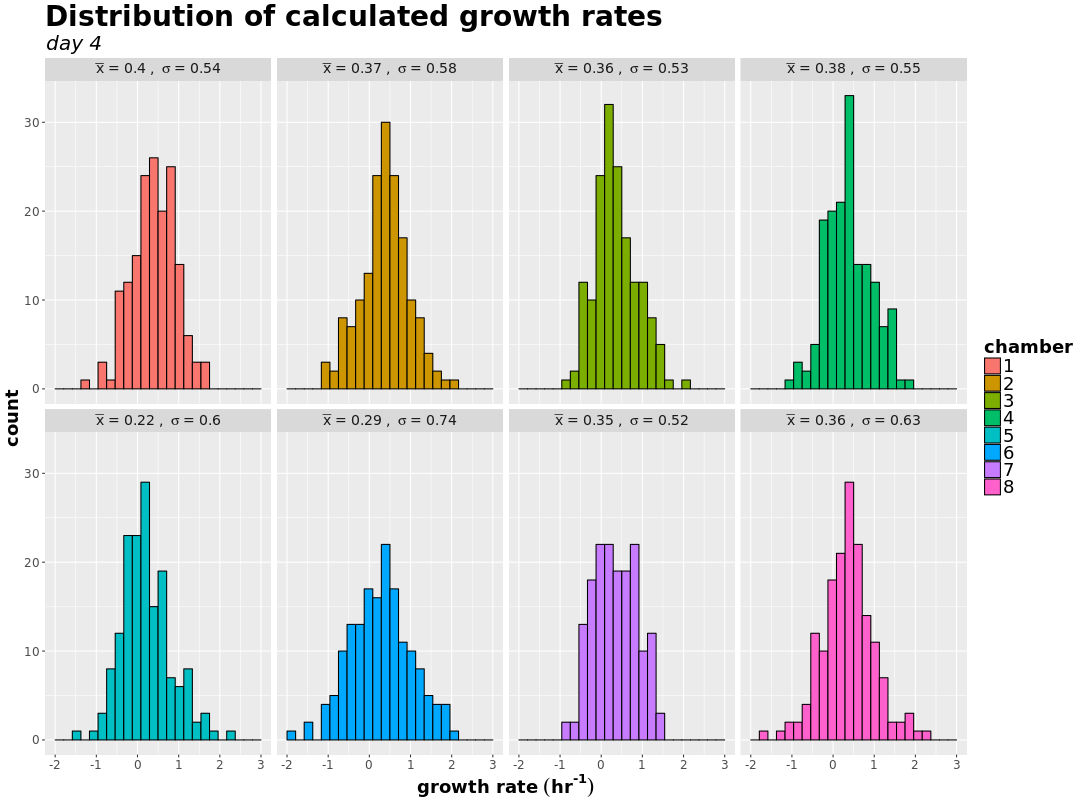 Distribution of calculated growth rates
day 4
x̅ = 0.4 , σ = 0.54
x̅ = 0.37 , σ = 0.58
x̅ = 0.36 , σ = 0.53
x̅ = 0.38 , σ = 0.55
30
20
10
0
x̅ = 0.22 , σ = 0.6
x̅ = 0.29 , σ = 0.74
x̅ = 0.35 , σ = 0.52
x̅ = 0.36 , σ = 0.63
30
20
10
0
-2 -1 0 1 2 3
-2 -1 0 1 2 3
-2 -1 0 1 2 3
-2 -1 0 1 2 3
count
growth rate (hr⁻¹)
chamber
1
2
3
4
5
6
7
8